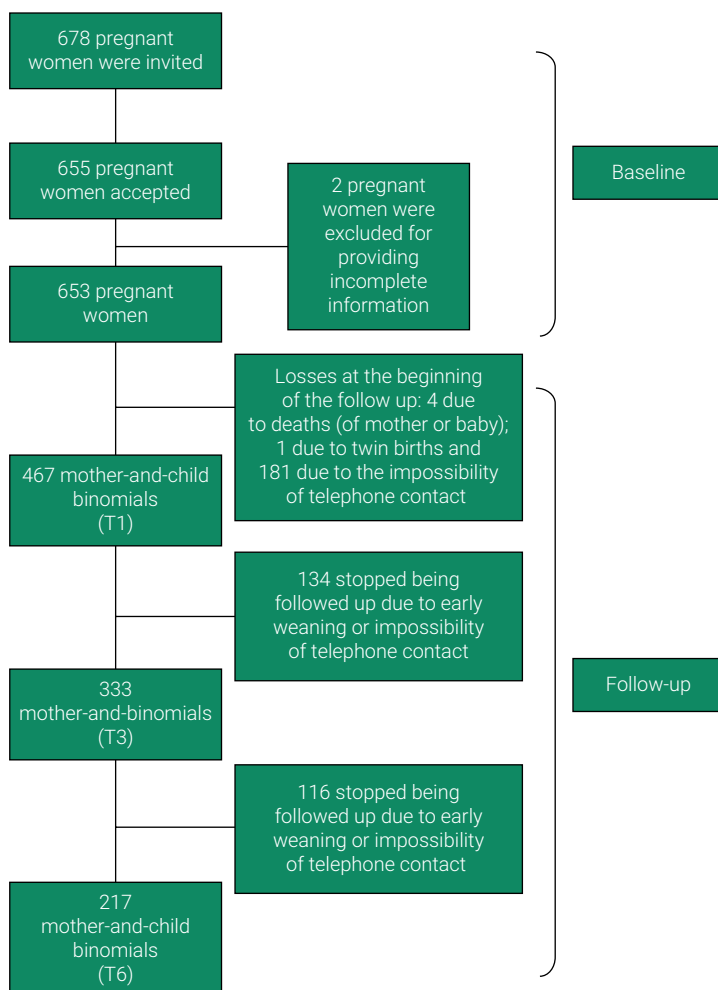 678 pregnant
women were invited
655 pregnant
women accepted
2 pregnant
women were
excluded for
providing
incomplete
information
Baseline
653 pregnant
women
Losses at the beginning
of the follow up: 4 due
to deaths (of mother or baby);
1 due to twin births and
181 due to the impossibility
of telephone contact
467 mother-and-child
binomials
(T1)
134 stopped being
followed up due to early
weaning or impossibility
of telephone contact
333
mother-and-binomials
(T3)
Follow-up
116 stopped being
followed up due to early
weaning or impossibility
of telephone contact
217
mother-and-child
binomials
(T6)